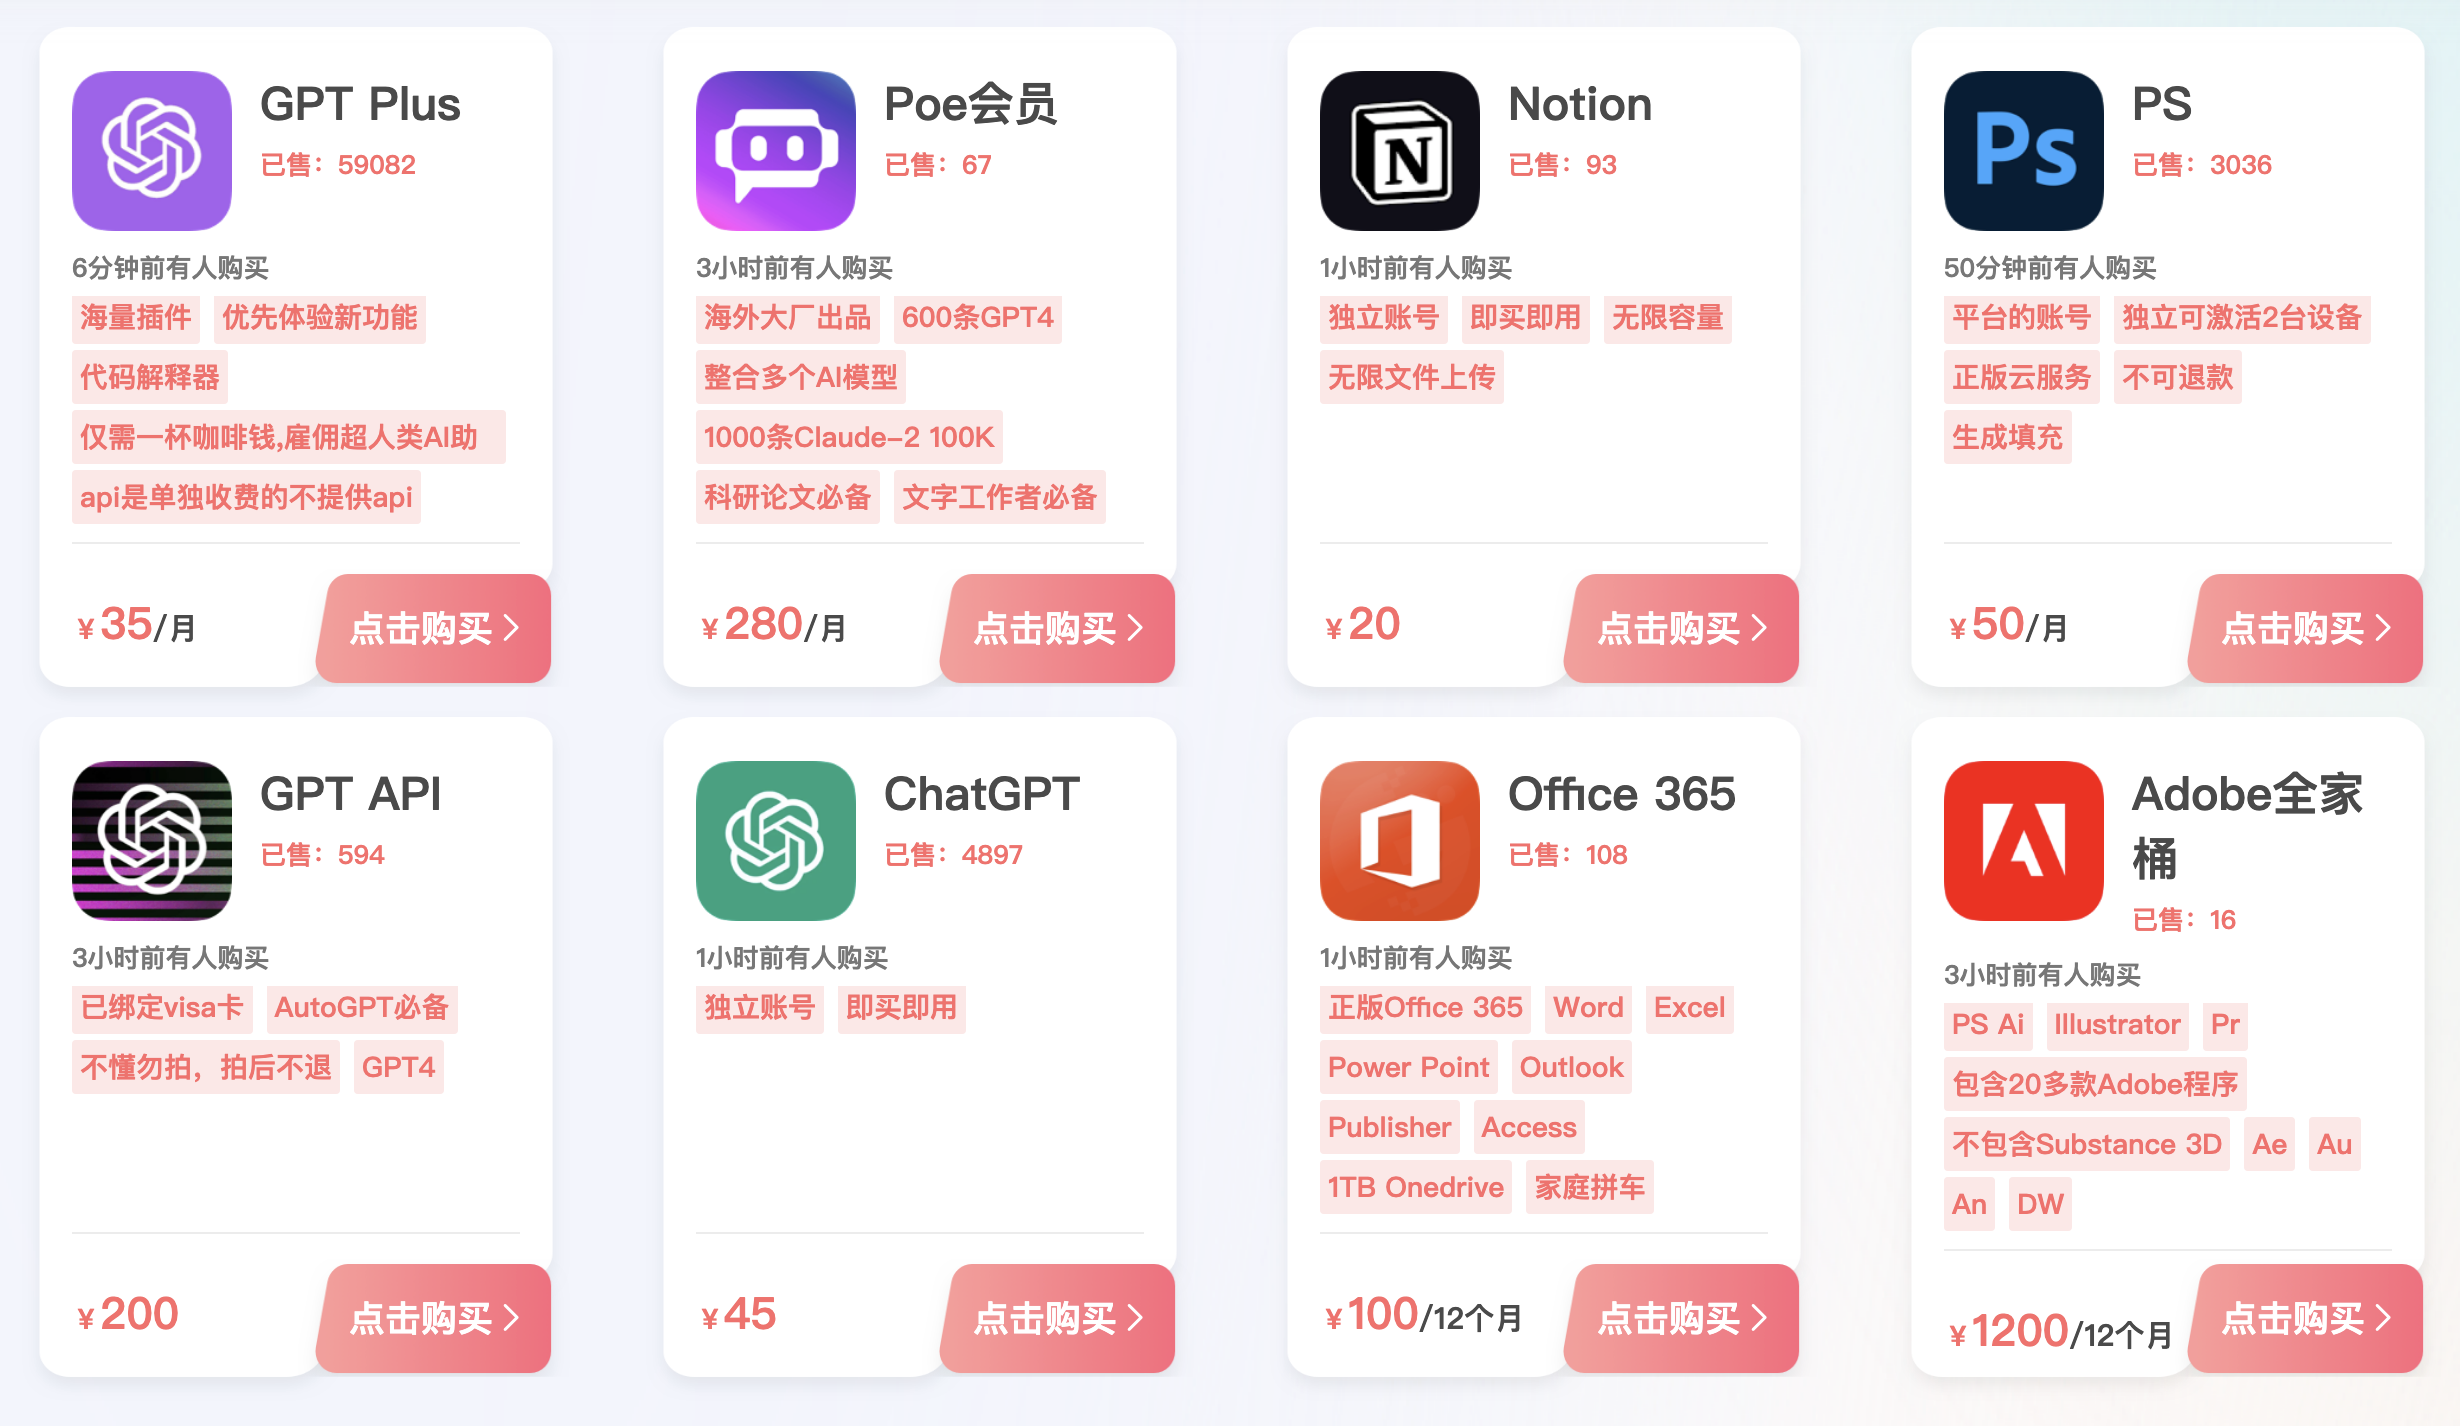 GPT Plus
已售：59082
6分钟前有人购买
海量插件 优先体验新功能
代码解释器
仅需一杯咖啡钱,雇佣超人类AI助
api是单独收费的不提供api
¥35/月
点击购买
Poe会员
已售：67
3小时前有人购买
海外大厂出品 600条GPT4
整合多个AI模型
1000条Claude-2 100K
科研论文必备 文字工作者必备
¥280/月
点击购买
N
Notion
已售：93
1小时前有人购买
独立账号 即买即用 无限容量
无限文件上传
¥20
点击购买
Ps
PS
已售：3036
50分钟前有人购买
平台的账号 独立可激活2台设备
正版云服务 不可退款
生成填充
¥50/月
点击购买
GPT API
已售：594
3小时前有人购买
已绑定visa卡 AutoGPT必备
不懂勿拍，拍后不退 GPT4
¥200
点击购买
ChatGPT
已售：4897
1小时前有人购买
独立账号 即买即用
¥45
点击购买
Office 365
已售：108
1小时前有人购买
正版Office 365 Word Excel
Power Point Outlook
Publisher Access
1TB Onedrive 家庭拼车
¥100/12个月
点击购买
Adobe全家
桶
已售：16
3小时前有人购买
PS Ai Illustrator Pr
包含20多款Adobe程序
不包含Substance 3D Ae Au
An DW
¥1200/12个月
点击购买